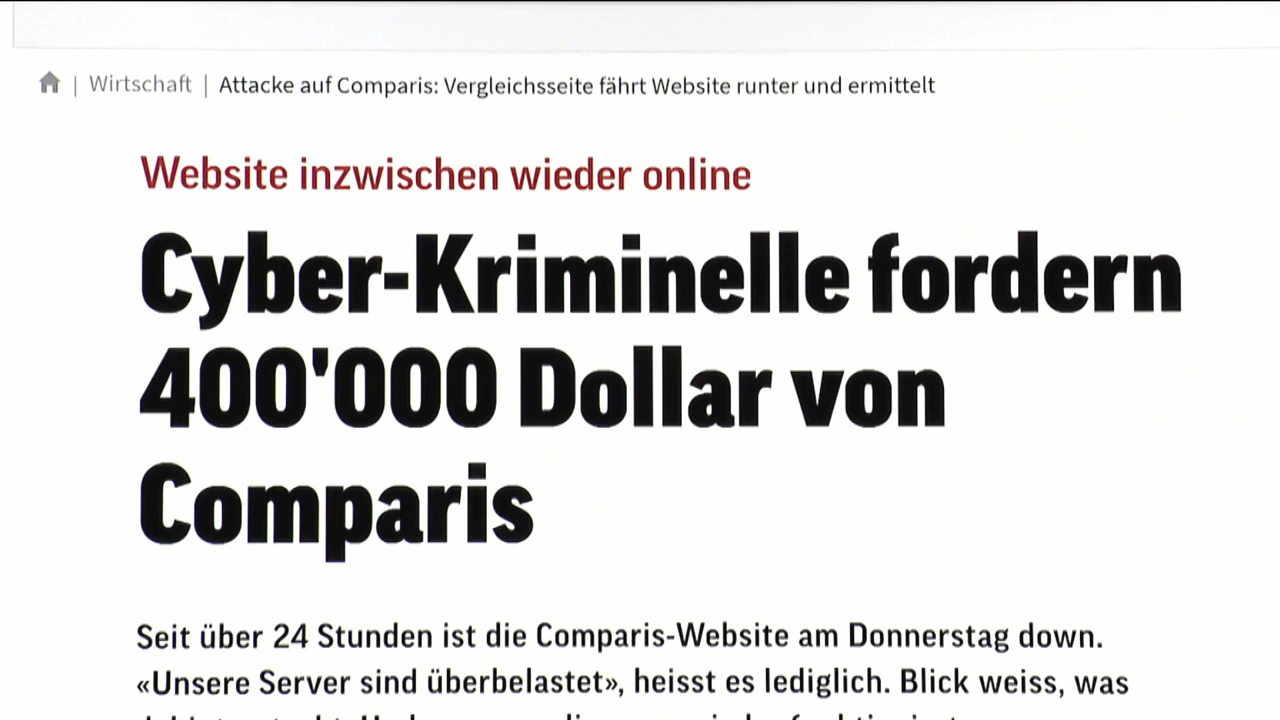 | Wirtschaft | Attacke auf Comparis: Vergleichsseite fährt Website runter und ermittelt
Website inzwischen wieder online
Cyber-Kriminelle fordern
400'000 Dollar von
Comparis
Seit über 24 Stunden ist die Comparis-Website am Donnerstag down.
«Unsere Server sind überbelastet», heisst es lediglich. Blick weiss, was